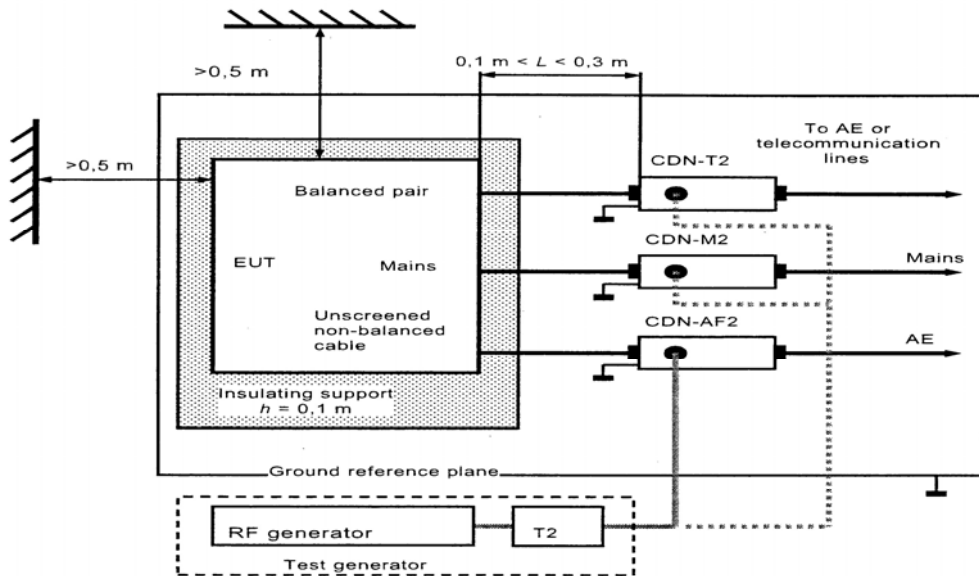 >0,5 m
0,1 m < L < 0,3 m
>0,5 m
To AE or
telecommunication
lines
CDN-T2
Balanced pair
CDN-M2
Mains
EUT
Mains
CDN-AF2
Unscreened
non-balanced
cable
AE
Insulating support
h = 0,1 m
Ground reference plane
RF generator
T2
Test generator